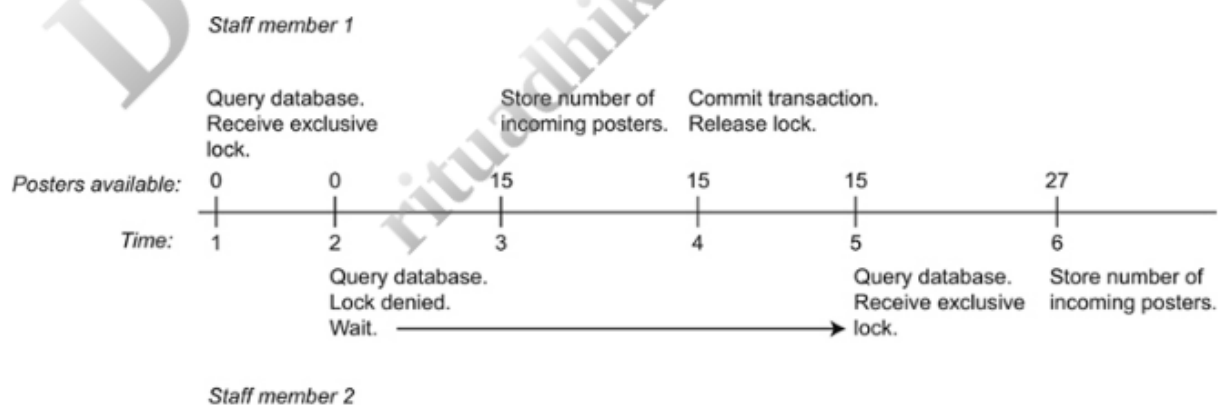 Staff member 1
Query database.
Receive exclusive
lock.
Store number of
incoming posters.
Commit transaction.
Release lock.
Posters available: 0 0 15 15 15 27
Time: 1 2 3 4 5 6
Query database.
Lock denied.
Wait.
Query database.
Receive exclusive
lock.
Store number of
incoming posters.
Staff member 2
D
rituadhik